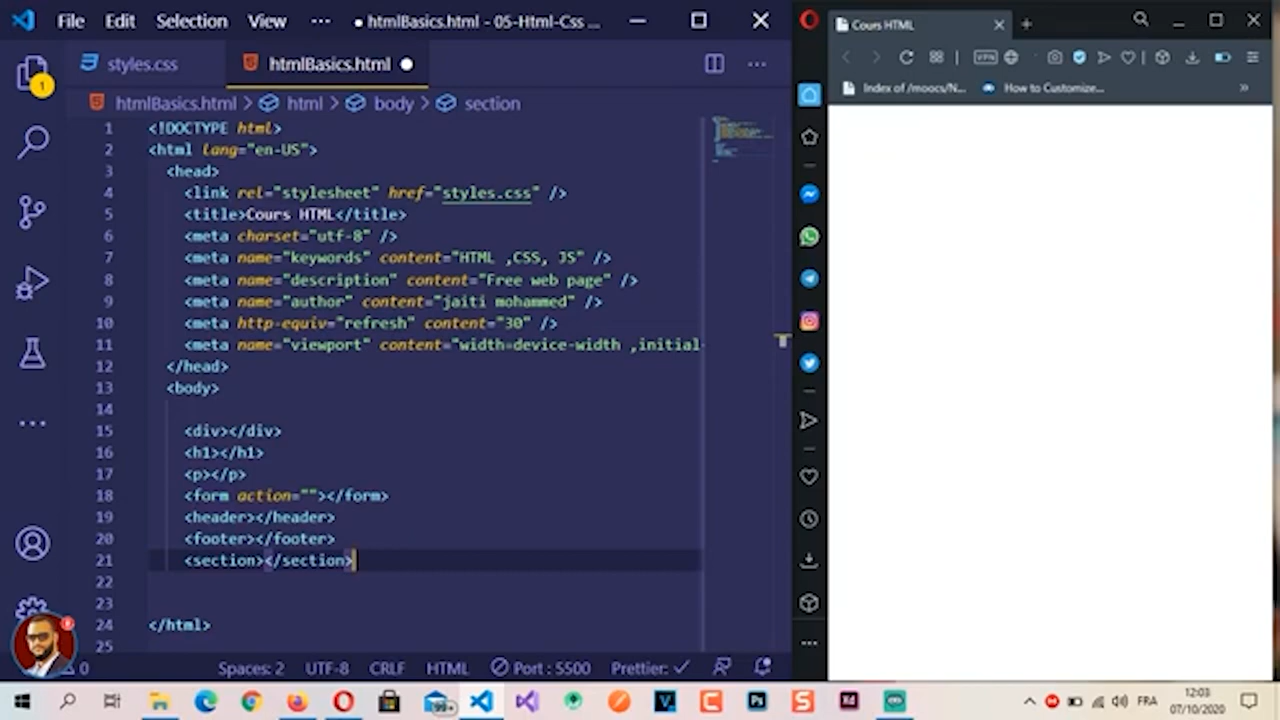 File Edit Selection View ··· ● htmlBasics.html - 05-Html-Css ...
styles.css htmlBasics.html ●
htmlBasics.html > html > body > section
1 <!DOCTYPE html>
2 <html lang="en-US">
3 <head>
4 <link rel="stylesheet" href="styles.css" />
5 <title>Cours HTML</title>
6 <meta charset="utf-8" />
7 <meta name="keywords" content="HTML ,CSS, JS" />
8 <meta name="description" content="Free web page" />
9 <meta name="author" content="jaiti mohammed" />
10 <meta http-equiv="refresh" content="30" />
11 <meta name="viewport" content="width=device-width ,initial-
12 </head>
13 <body>
14
15 <div></div>
16 <h1></h1>
17 <p></p>
18 <form action=""></form>
19 <header></header>
20 <footer></footer>
21 <section></section>
22
23
24 </html>
25
1
0 Spaces: 2 UTF-8 CRLF HTML Port : 5500 Prettier: ✓
Cours HTML
VPN
Index of /moocs/N... How to Customize... »
99+ Ps Xd FRA
12:03
07/10/2020